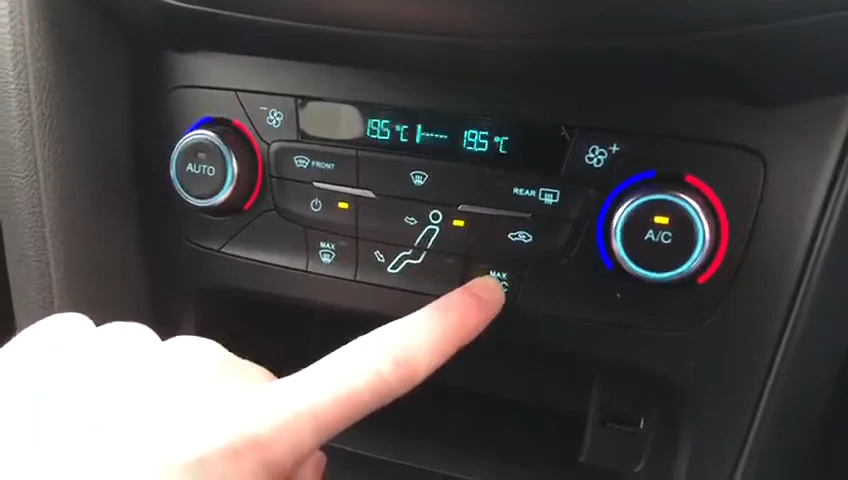 19.5 °C 19.5 °C
AUTO
FRONT
REAR
A/C
MAX
MAX